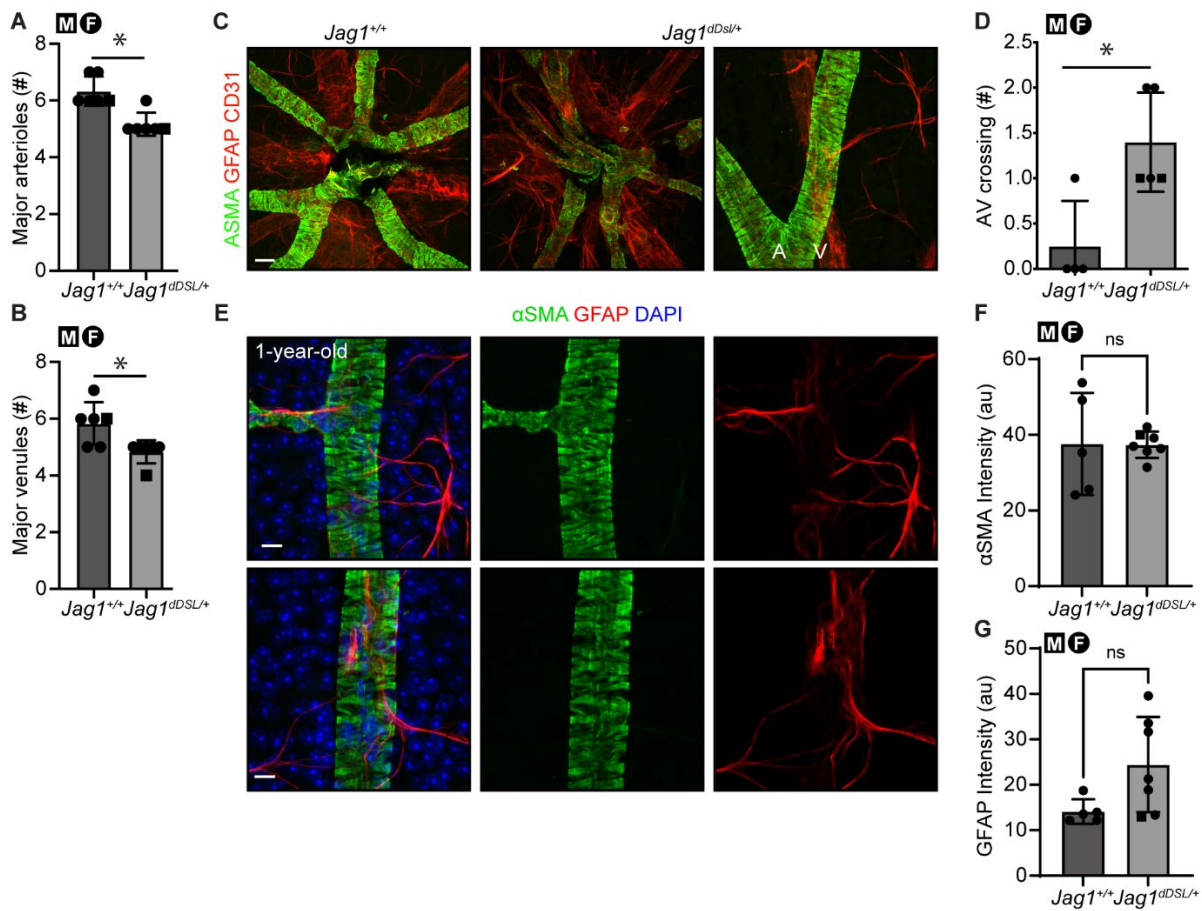 A
M F
*
8
6
4
2
0
Major arterioles (#)
Jag1+/+ Jag1dDSL/+
B
*
8
6
4
2
0
Major venules (#)
Jag1+/+ Jag1dDSL/+
C
Jag1+/+
Jag1dDsl/+
ASMA GFAP CD31
A V
D
M F
*
2.5
2.0
1.5
1.0
0.5
0.0
AV crossing (#)
Jag1+/+ Jag1dDSL/+
E
αSMA GFAP DAPI
1-year-old
F
M F
ns
60
40
20
0
αSMA Intensity (au)
Jag1+/+ Jag1dDSL/+
G
M F
ns
50
40
30
20
10
0
GFAP Intensity (au)
Jag1+/+ Jag1dDSL/+